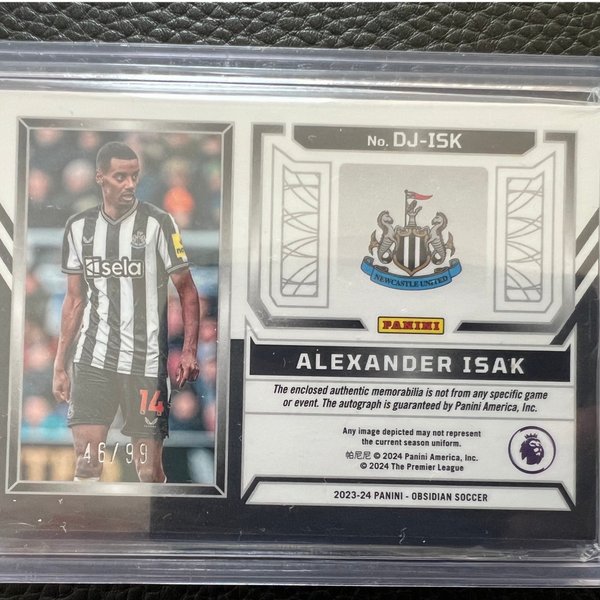 sela
14
46/99
No. DJ-ISK
NEWCASTLE UNITED
PANINI
ALEXANDER ISAK
The enclosed authentic memorabilia is not from any specific game
or event. The autograph is guaranteed by Panini America, Inc.
Any image depicted may not represent
the current season uniform.
帕尼尼 © 2024 Panini America, Inc.
© 2024 The Premier League
2023-24 PANINI - OBSIDIAN SOCCER